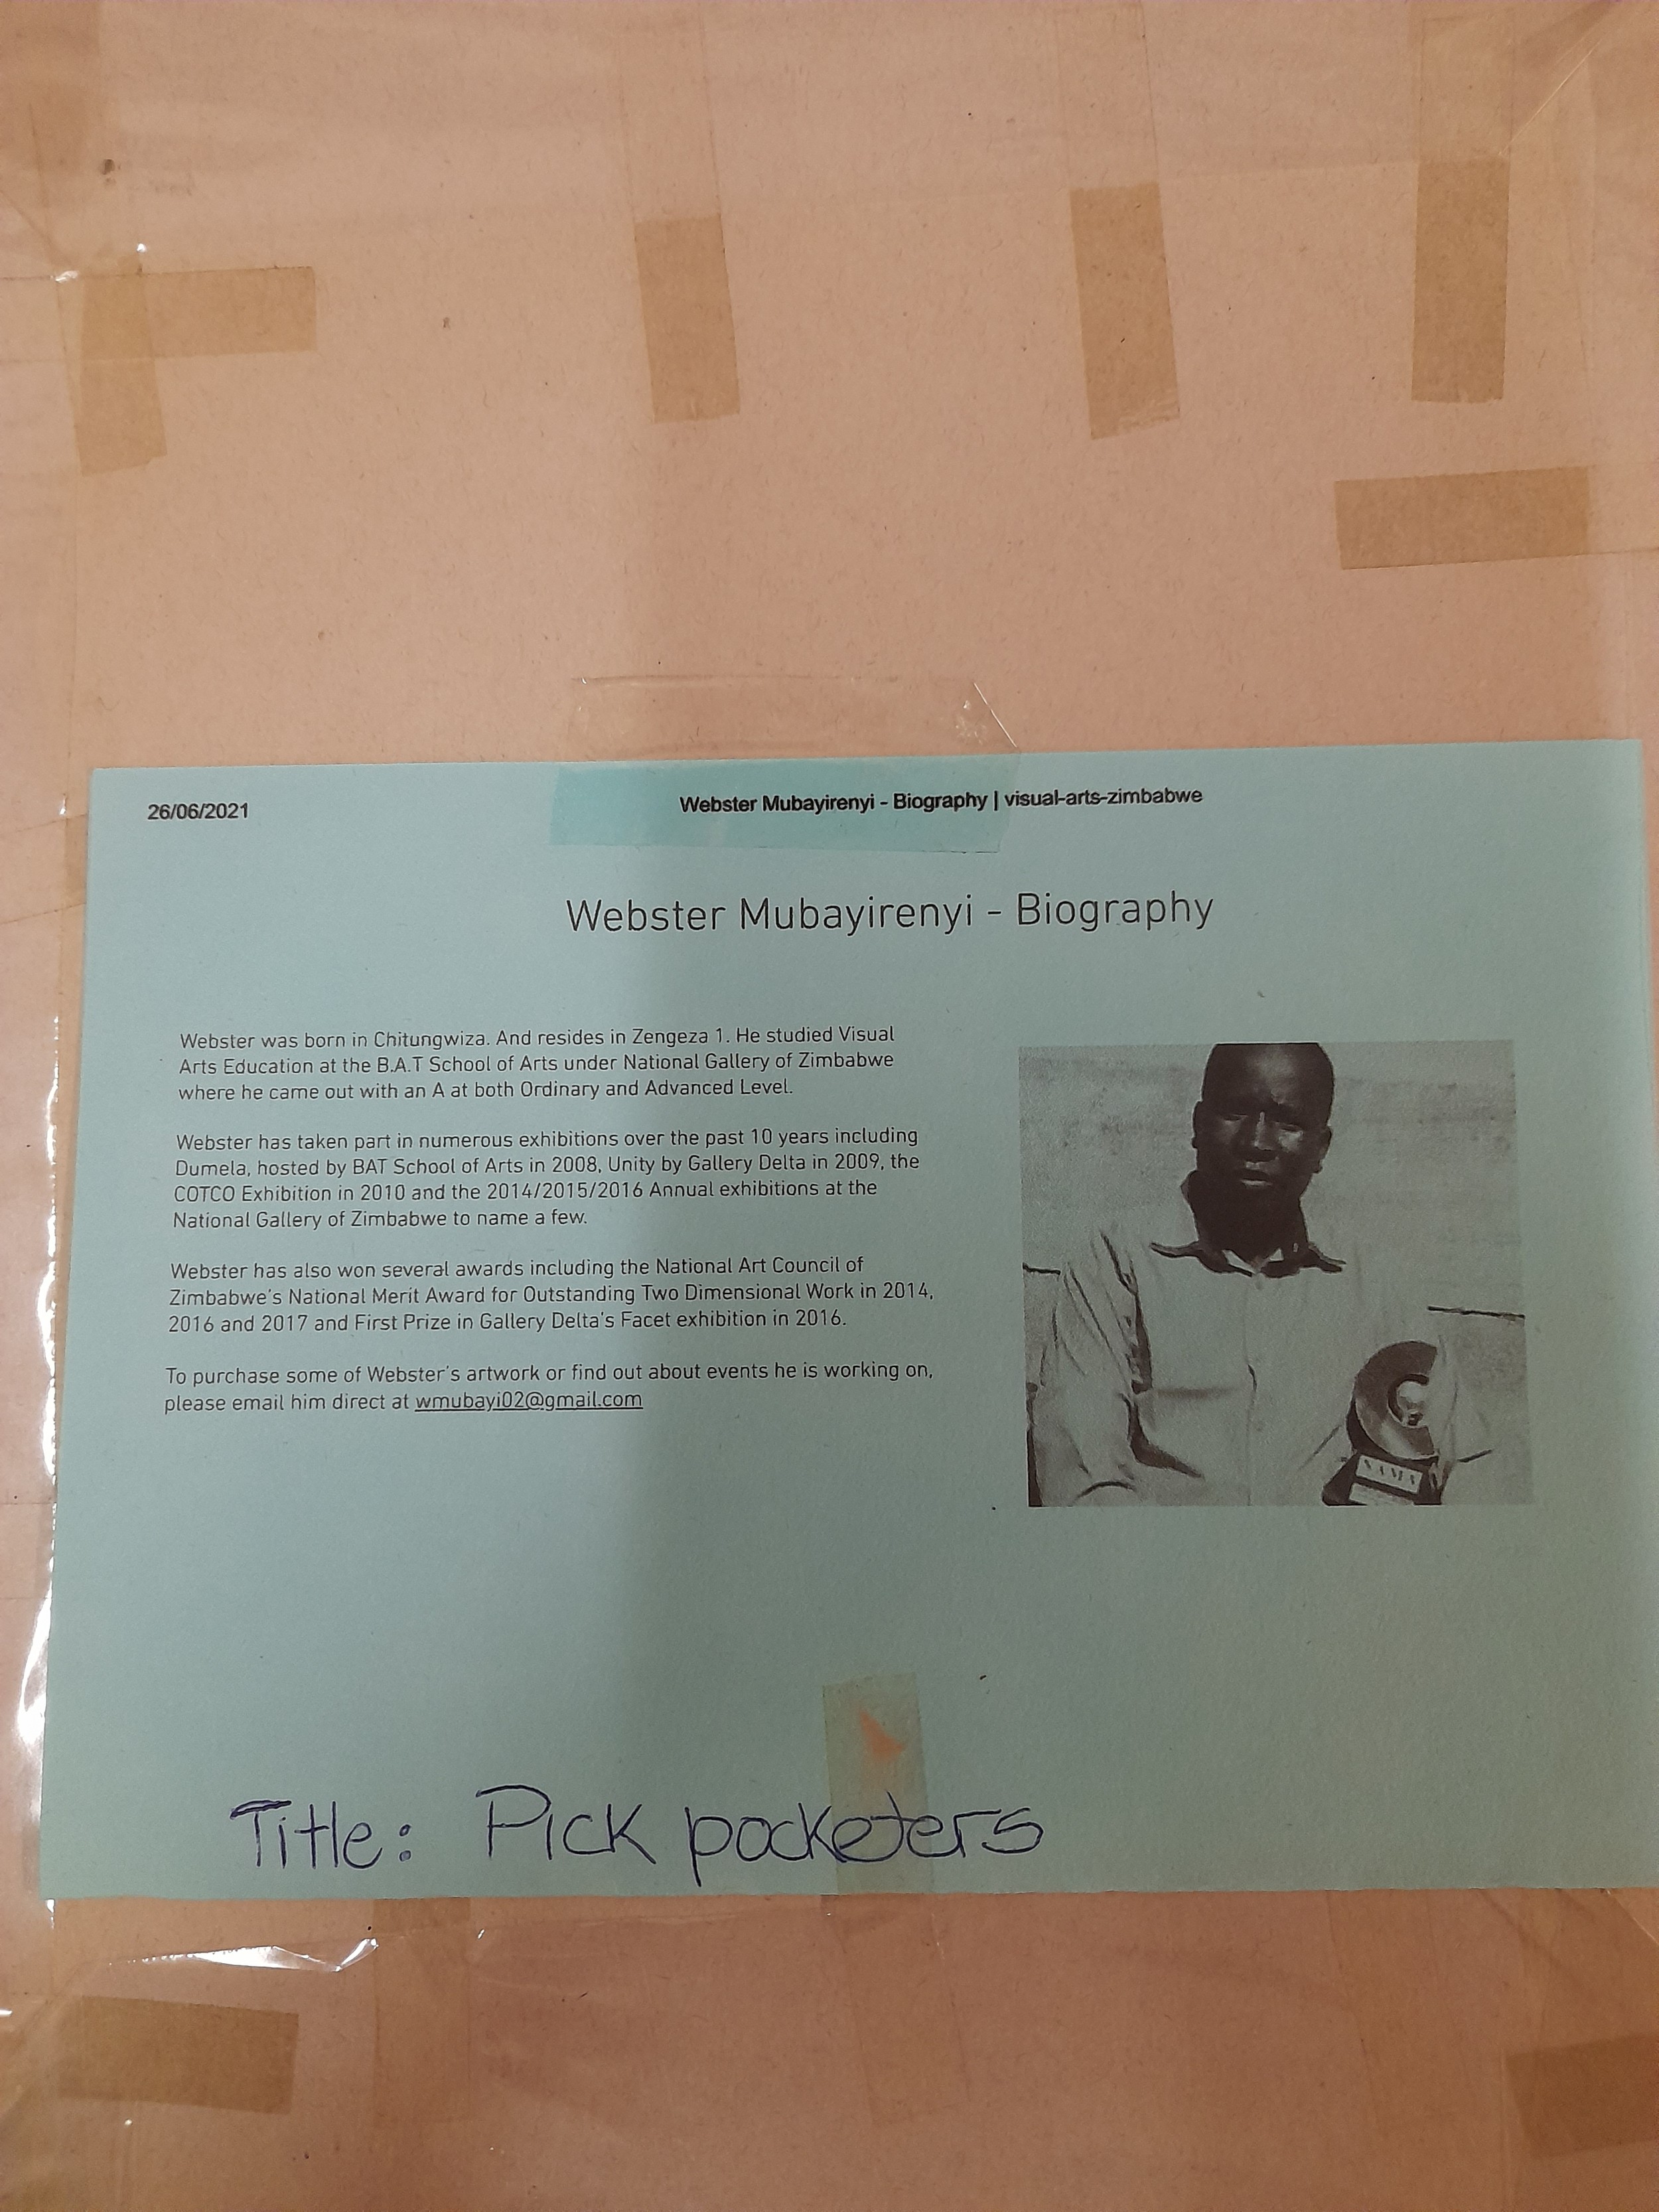 26/06/2021 Webster Mubayirenyi - Biography | visual-arts-zimbabwe
Webster Mubayirenyi - Biography
Webster was born in Chitungwiza. And resides in Zengeza 1. He studied Visual
Arts Education at the B.A.T School of Arts under National Gallery of Zimbabwe
where he came out with an A at both Ordinary and Advanced Level.
Webster has taken part in numerous exhibitions over the past 10 years including
Dumela, hosted by BAT School of Arts in 2008, Unity by Gallery Delta in 2009, the
COTCO Exhibition in 2010 and the 2014/2015/2016 Annual exhibitions at the
National Gallery of Zimbabwe to name a few.
Webster has also won several awards including the National Art Council of
Zimbabwe's National Merit Award for Outstanding Two Dimensional Work in 2014,
2016 and 2017 and First Prize in Gallery Delta's Facet exhibition in 2016.
To purchase some of Webster's artwork or find out about events he is working on,
please email him direct at wmubayi02@gmail.com
NAMA
Title: Pick pocketers